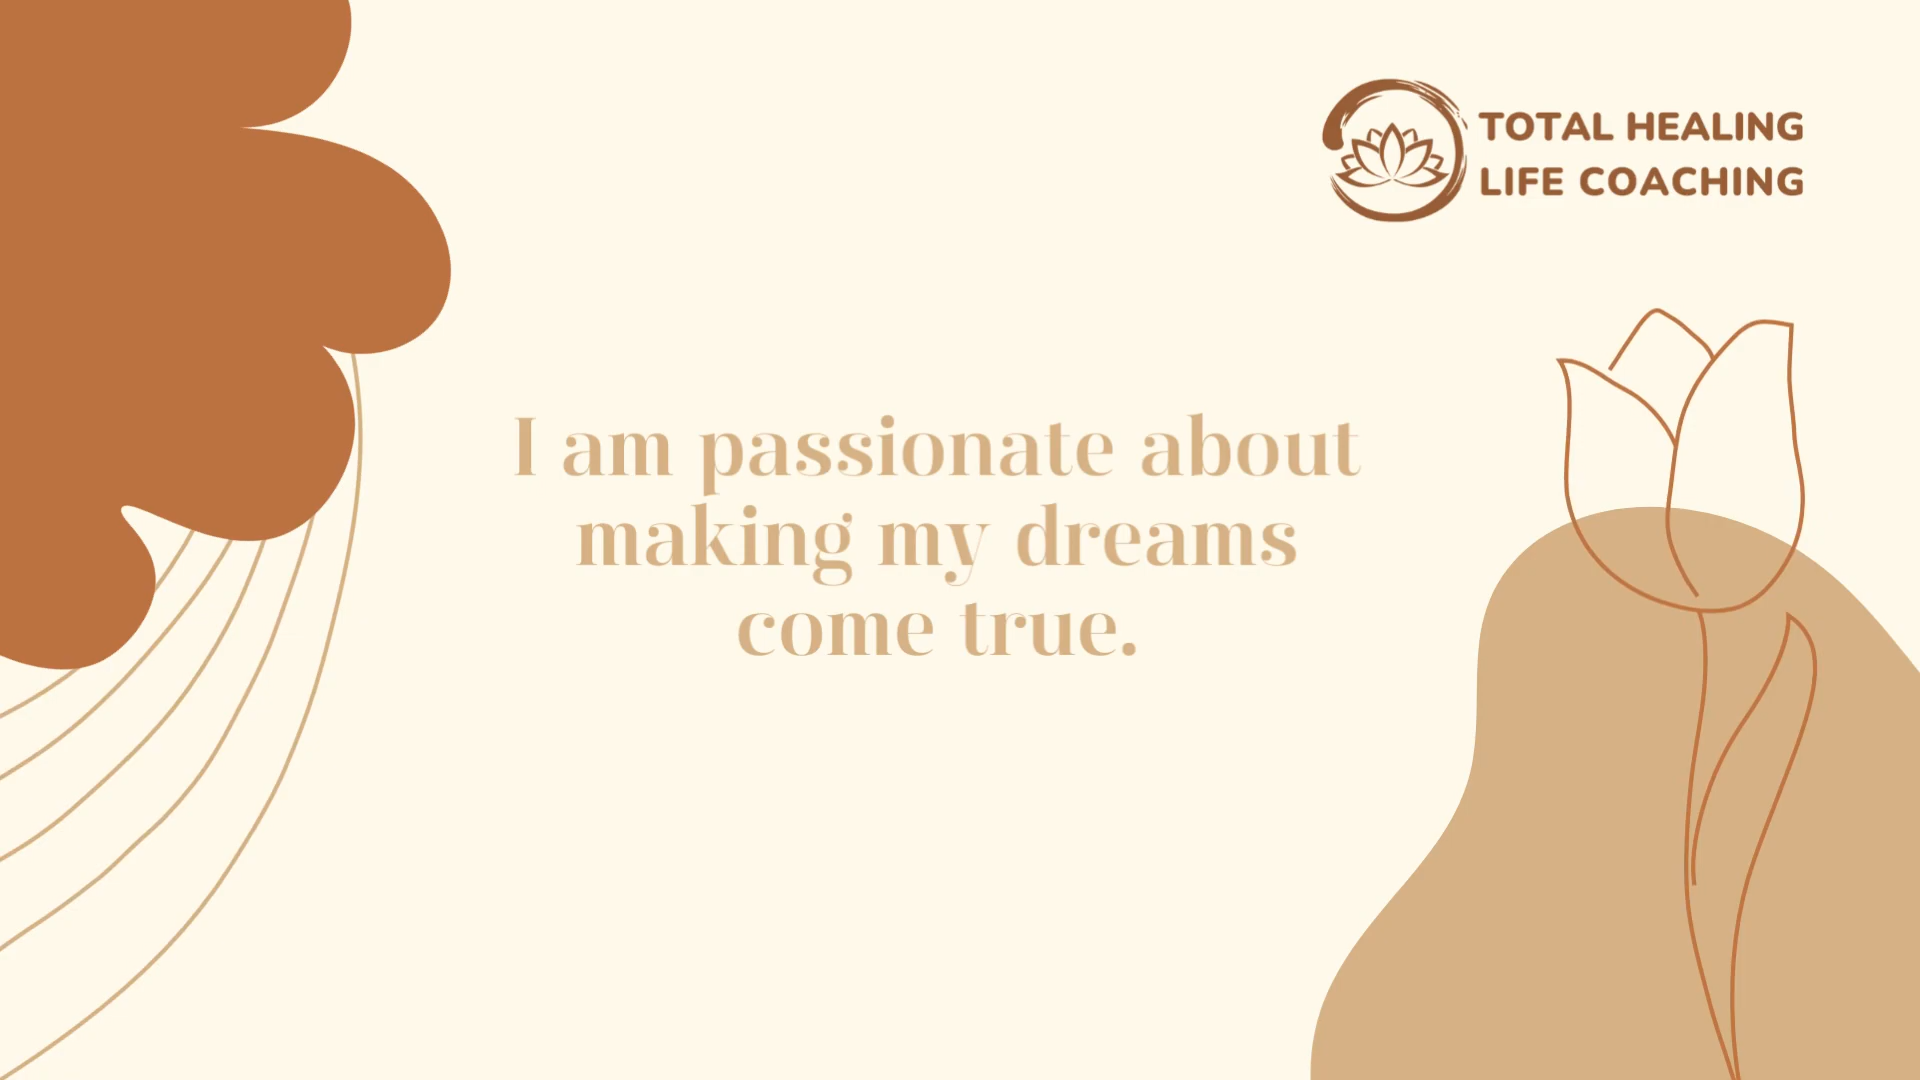 TOTAL HEALING
LIFE COACHING
I am passionate about
making my dreams
come true.